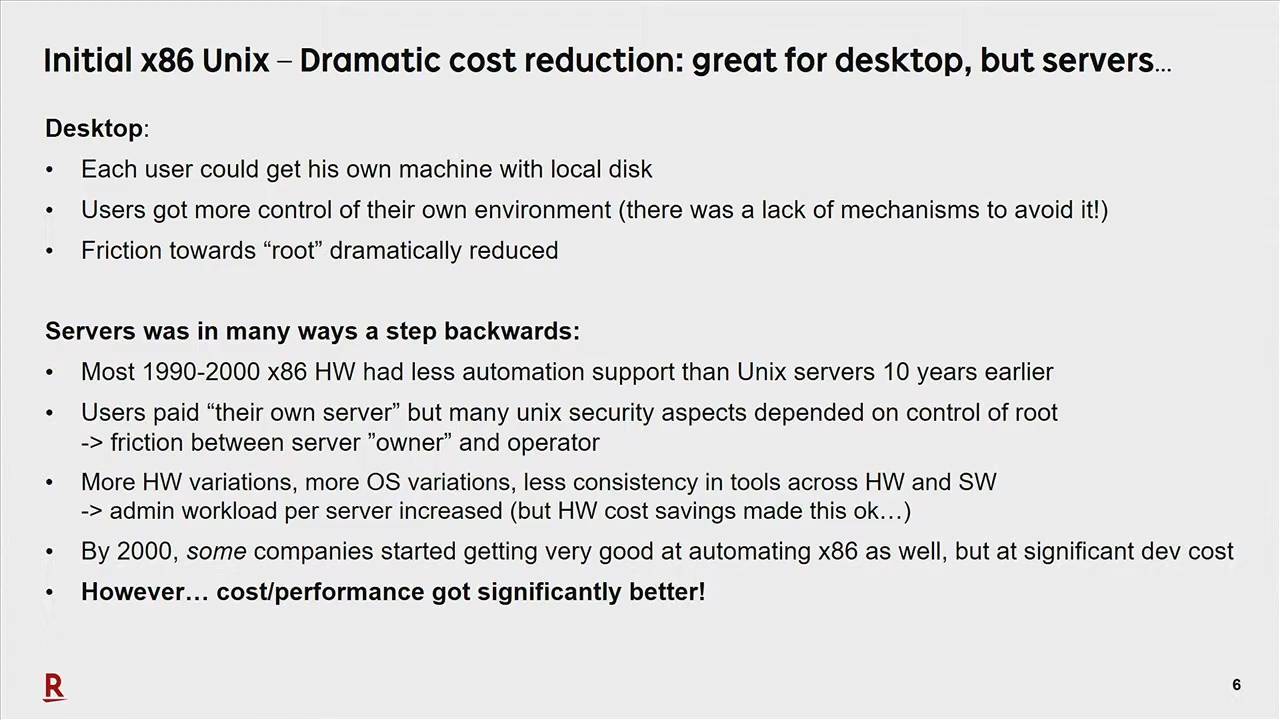 Initial x86 Unix – Dramatic cost reduction: great for desktop, but servers…
Desktop:
• Each user could get his own machine with local disk
• Users got more control of their own environment (there was a lack of mechanisms to avoid it!)
• Friction towards “root” dramatically reduced
Servers was in many ways a step backwards:
• Most 1990-2000 x86 HW had less automation support than Unix servers 10 years earlier
• Users paid “their own server” but many unix security aspects depended on control of root
-> friction between server ”owner” and operator
• More HW variations, more OS variations, less consistency in tools across HW and SW
-> admin workload per server increased (but HW cost savings made this ok…)
• By 2000, some companies started getting very good at automating x86 as well, but at significant dev cost
• However… cost/performance got significantly better!
R
6